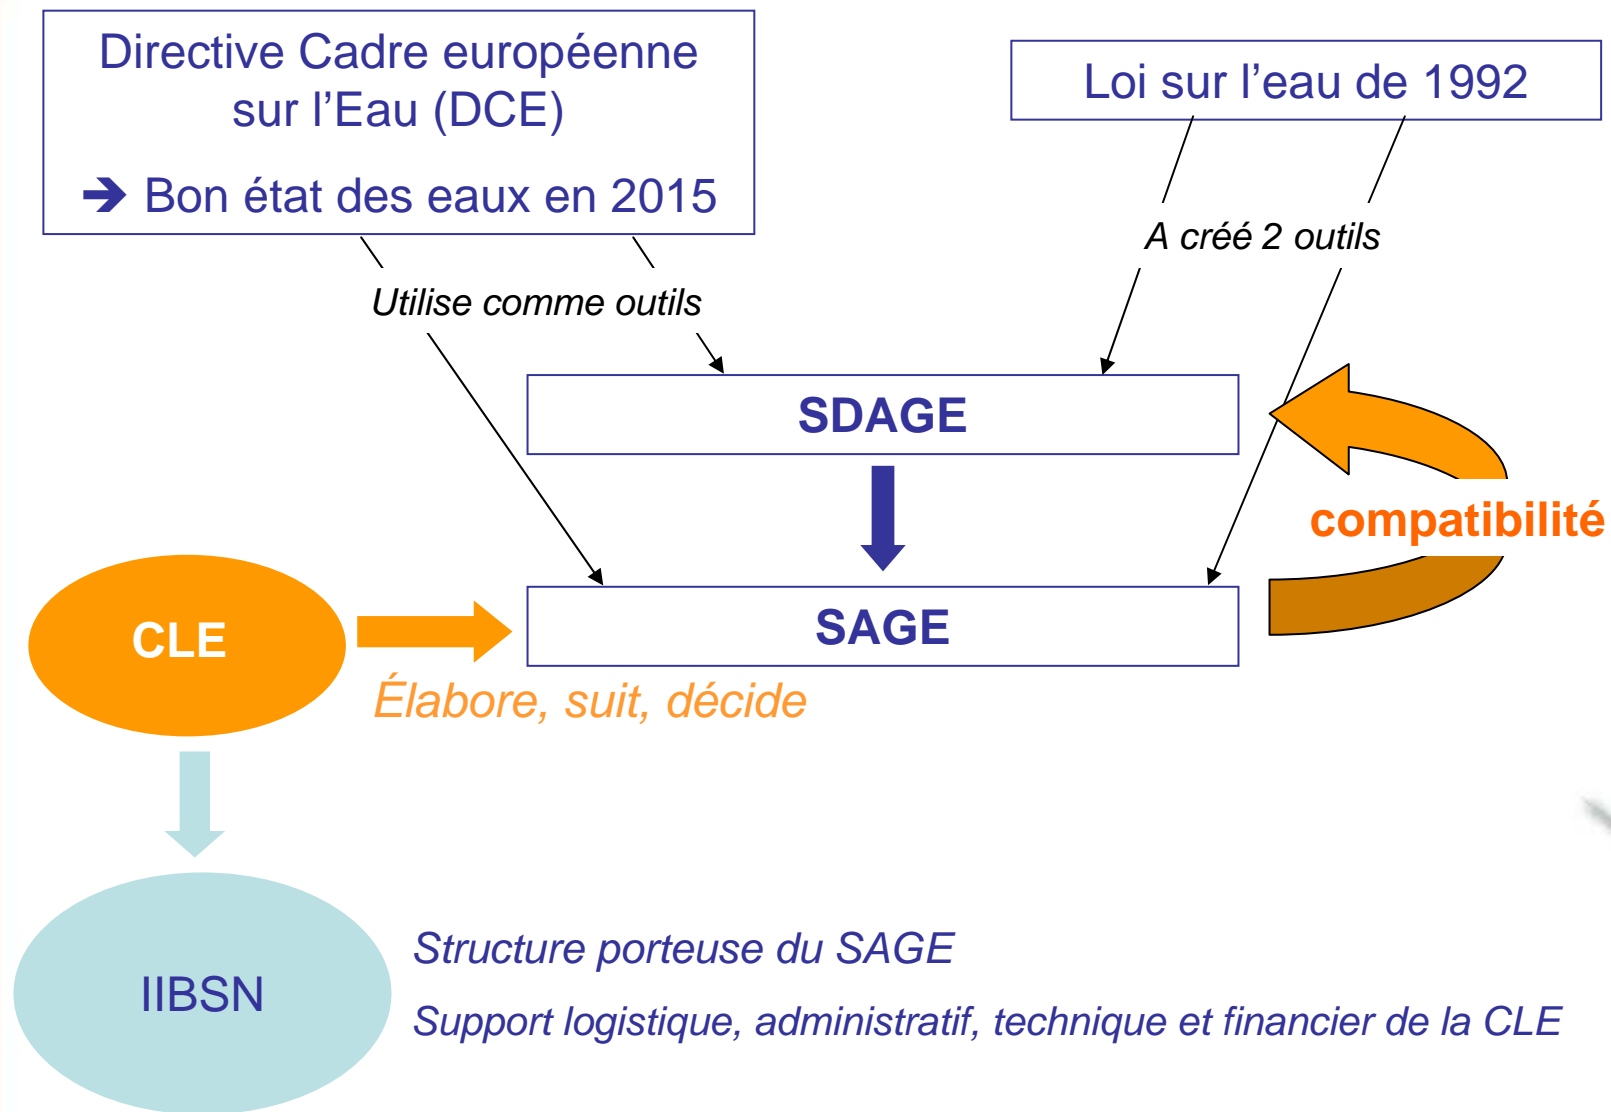 Directive Cadre européenne
sur l'Eau (DCE)
➔ Bon état des eaux en 2015
Loi sur l'eau de 1992
A créé 2 outils
Utilise comme outils
SDAGE
compatibilité
SAGE
CLE
Élabore, suit, décide
IIBSN
Structure porteuse du SAGE
Support logistique, administratif, technique et financier de la CLE